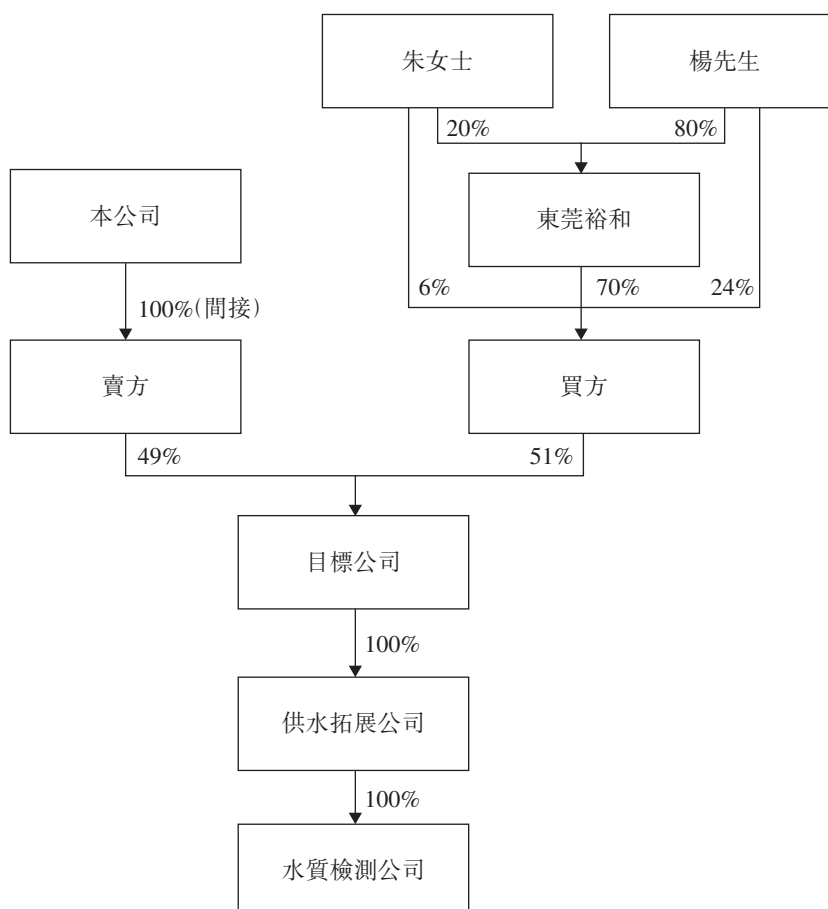 朱女士
楊先生
20%
80%
本公司
東莞裕和
6%
70%
24%
100%(間接)
賣方
買方
49%
51%
目標公司
100%
供水拓展公司
100%
水質檢測公司